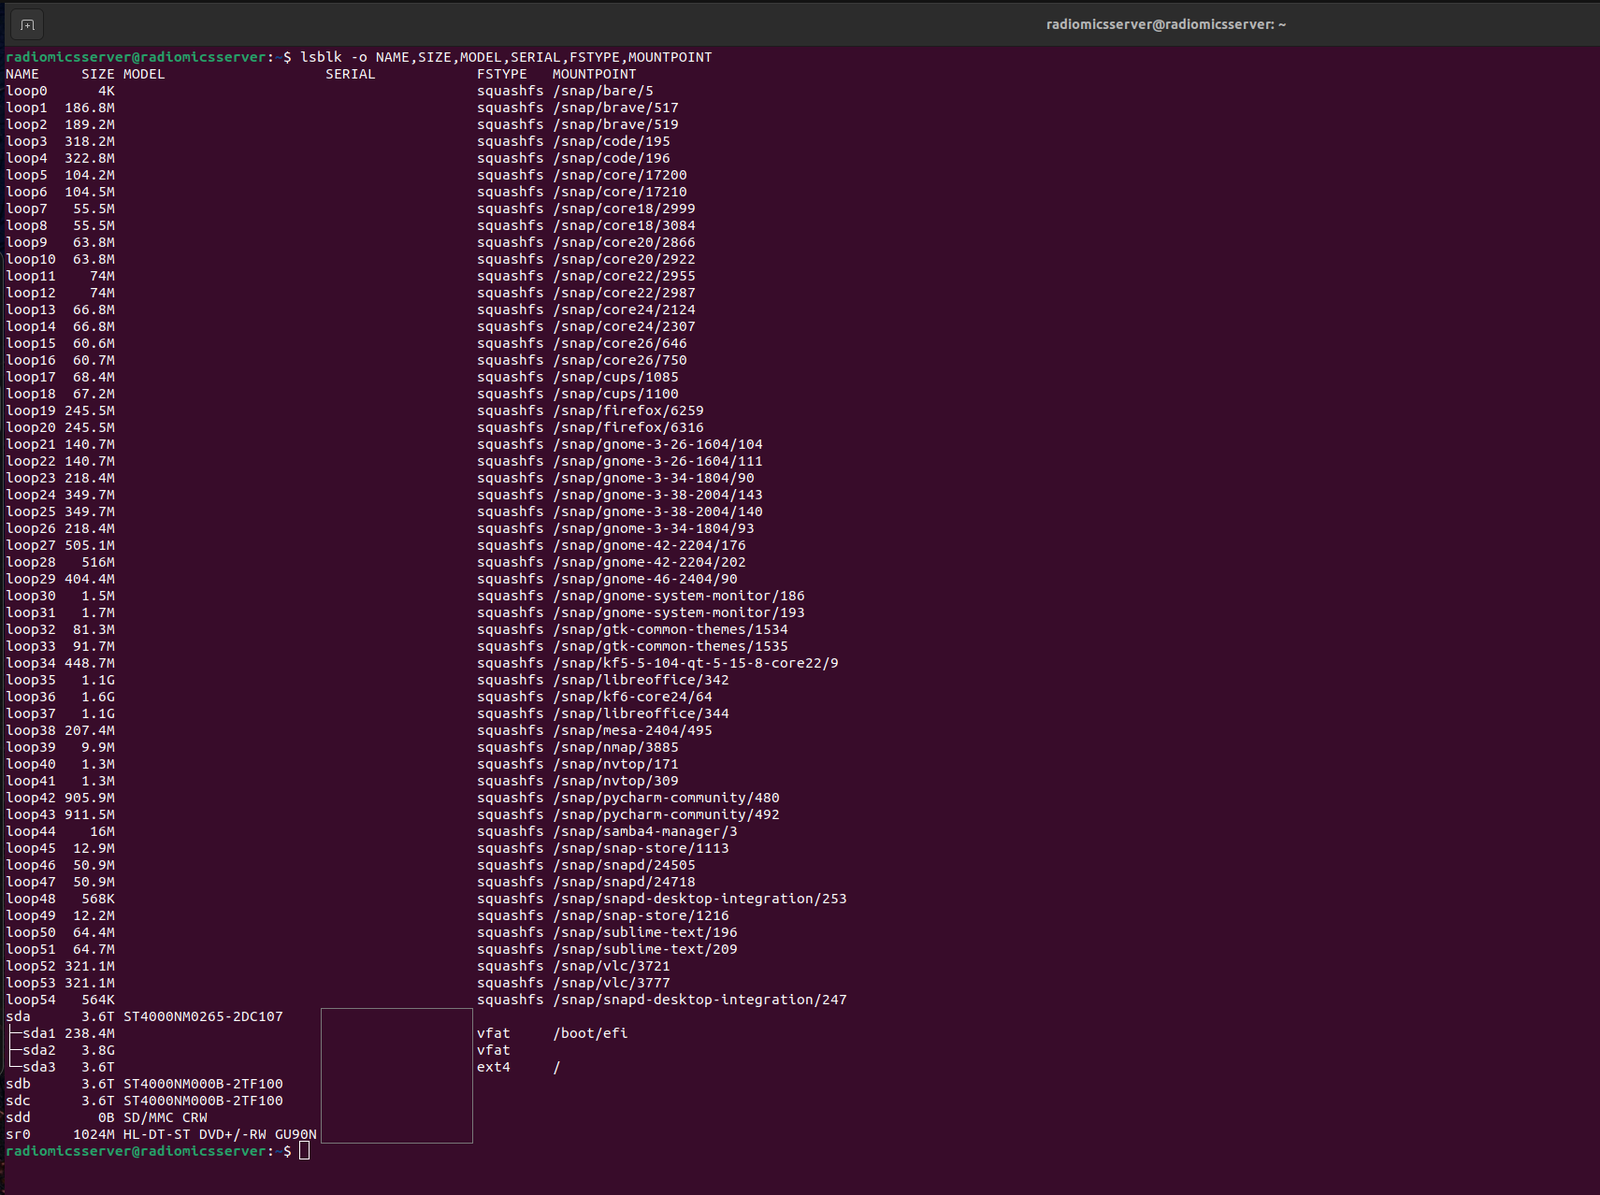 radiomicsserver@radiomicsserver: ~
radiomicsserver@radiomicsserver:~$ lsblk -o NAME,SIZE,MODEL,SERIAL,FSTYPE,MOUNTPOINT
NAME SIZE MODEL SERIAL FSTYPE MOUNTPOINT
loop0 4K squashfs /snap/bare/5
loop1 186.8M squashfs /snap/brave/517
loop2 189.2M squashfs /snap/brave/519
loop3 318.2M squashfs /snap/code/195
loop4 322.8M squashfs /snap/code/196
loop5 104.2M squashfs /snap/core/17200
loop6 104.5M squashfs /snap/core/17210
loop7 55.5M squashfs /snap/core18/2999
loop8 55.5M squashfs /snap/core18/3084
loop9 63.8M squashfs /snap/core20/2866
loop10 63.8M squashfs /snap/core20/2922
loop11 74M squashfs /snap/core22/2955
loop12 74M squashfs /snap/core22/2987
loop13 66.8M squashfs /snap/core24/2124
loop14 66.8M squashfs /snap/core24/2307
loop15 60.6M squashfs /snap/core26/646
loop16 60.7M squashfs /snap/core26/750
loop17 68.4M squashfs /snap/cups/1085
loop18 67.2M squashfs /snap/cups/1100
loop19 245.5M squashfs /snap/firefox/6259
loop20 245.5M squashfs /snap/firefox/6316
loop21 140.7M squashfs /snap/gnome-3-26-1604/104
loop22 140.7M squashfs /snap/gnome-3-26-1604/111
loop23 218.4M squashfs /snap/gnome-3-34-1804/90
loop24 349.7M squashfs /snap/gnome-3-38-2004/143
loop25 349.7M squashfs /snap/gnome-3-38-2004/140
loop26 218.4M squashfs /snap/gnome-3-34-1804/93
loop27 505.1M squashfs /snap/gnome-42-2204/176
loop28 516M squashfs /snap/gnome-42-2204/202
loop29 404.4M squashfs /snap/gnome-46-2404/90
loop30 1.5M squashfs /snap/gnome-system-monitor/186
loop31 1.7M squashfs /snap/gnome-system-monitor/193
loop32 81.3M squashfs /snap/gtk-common-themes/1534
loop33 91.7M squashfs /snap/gtk-common-themes/1535
loop34 448.7M squashfs /snap/kf5-5-104-qt-5-15-8-core22/9
loop35 1.1G squashfs /snap/libreoffice/342
loop36 1.6G squashfs /snap/kf6-core24/64
loop37 1.1G squashfs /snap/libreoffice/344
loop38 207.4M squashfs /snap/mesa-2404/495
loop39 9.9M squashfs /snap/nmap/3885
loop40 1.3M squashfs /snap/nvtop/171
loop41 1.3M squashfs /snap/nvtop/309
loop42 905.9M squashfs /snap/pycharm-community/480
loop43 911.5M squashfs /snap/pycharm-community/492
loop44 16M squashfs /snap/samba4-manager/3
loop45 12.9M squashfs /snap/snap-store/1113
loop46 50.9M squashfs /snap/snapd/24505
loop47 50.9M squashfs /snap/snapd/24718
loop48 568K squashfs /snap/snapd-desktop-integration/253
loop49 12.2M squashfs /snap/snap-store/1216
loop50 64.4M squashfs /snap/sublime-text/196
loop51 64.7M squashfs /snap/sublime-text/209
loop52 321.1M squashfs /snap/vlc/3721
loop53 321.1M squashfs /snap/vlc/3777
loop54 564K squashfs /snap/snapd-desktop-integration/247
sda 3.6T ST4000NM0265-2DC107
├─sda1 238.4M vfat /boot/efi
├─sda2 3.8G vfat
└─sda3 3.6T ext4 /
sdb 3.6T ST4000NM000B-2TF100
sdc 3.6T ST4000NM000B-2TF100
sdd 0B SD/MMC CRW
sr0 1024M HL-DT-ST DVD+/-RW GU90N
radiomicsserver@radiomicsserver:~$